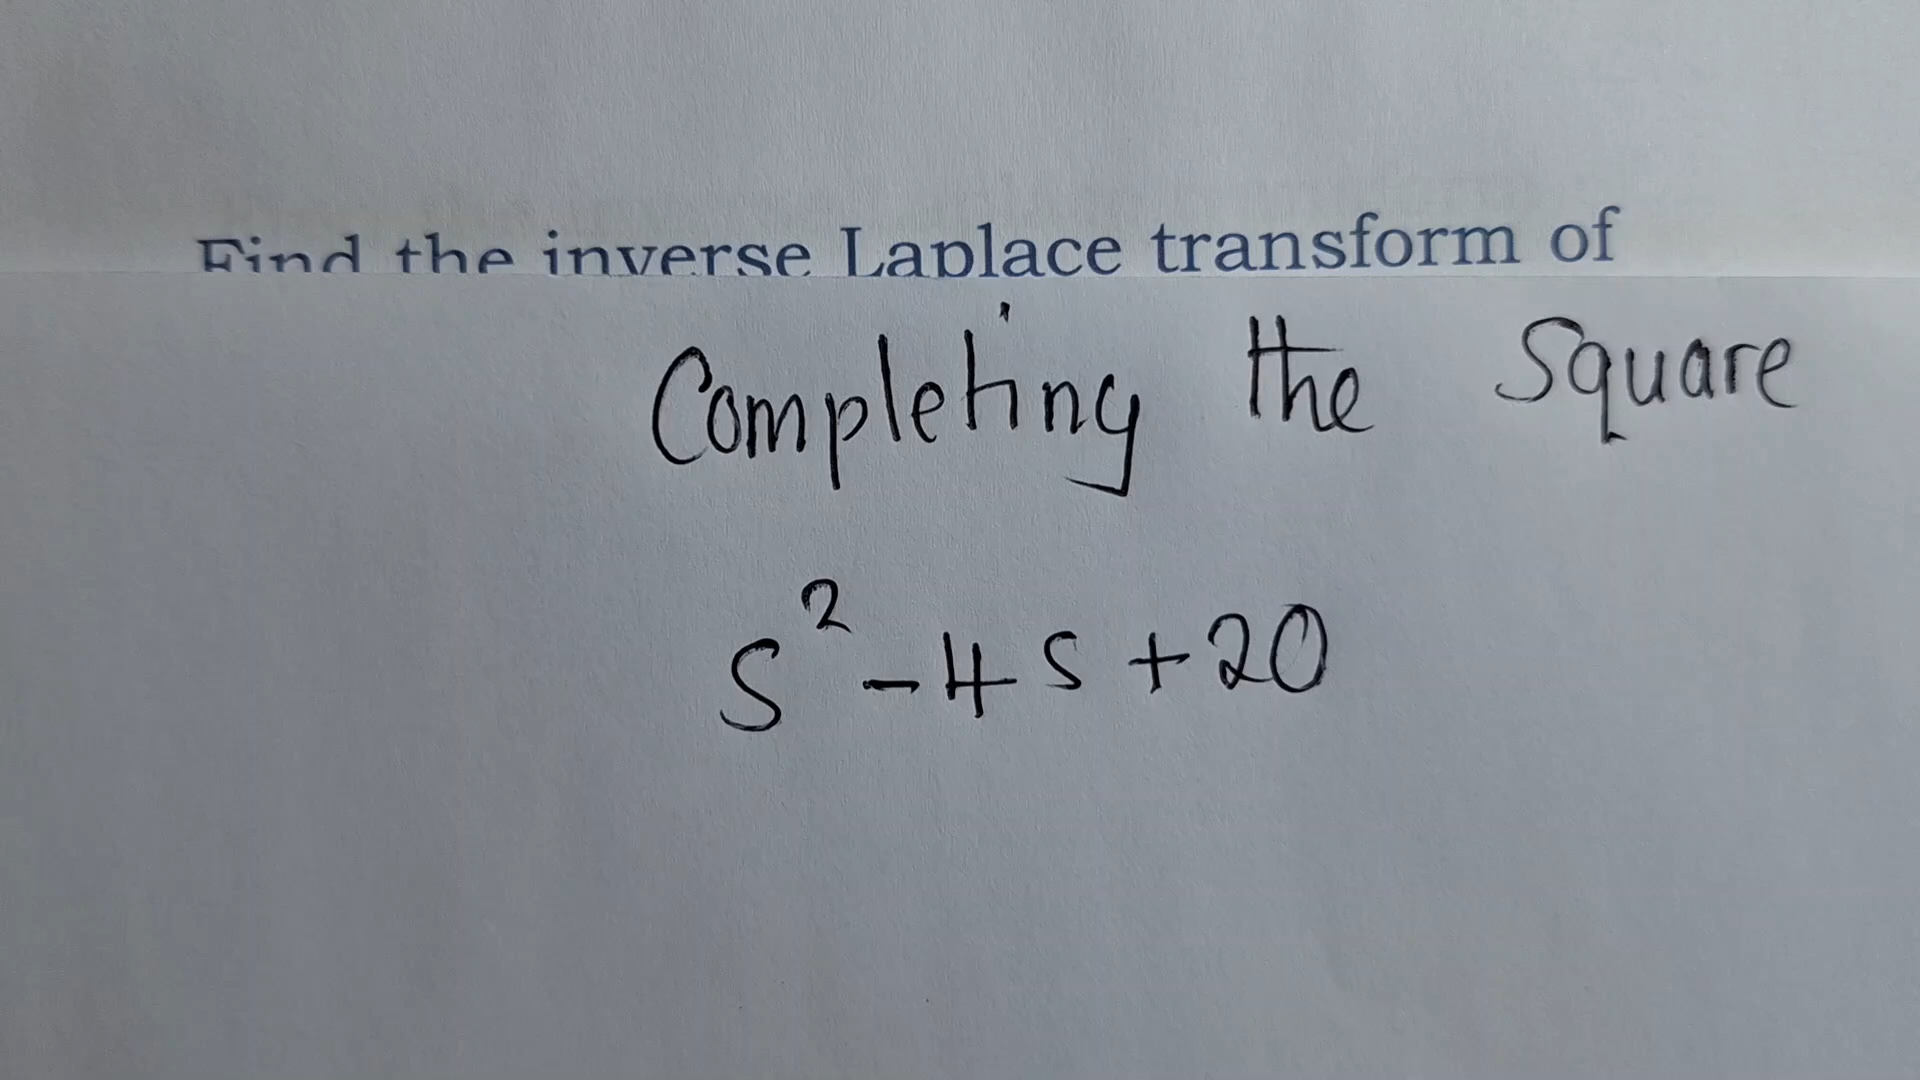 Find the inverse Laplace transform of
Completing the Square
s² - 4s + 20